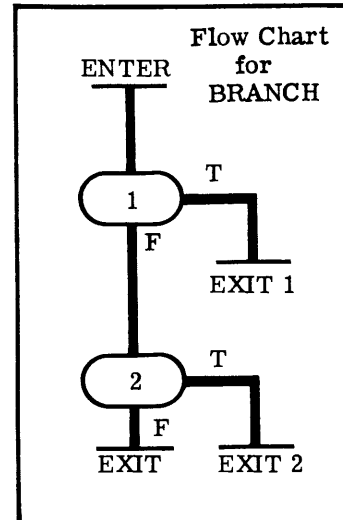 Flow Chart
for
BRANCH
ENTER
1
T
F
EXIT 1
2
T
F
EXIT
EXIT 2